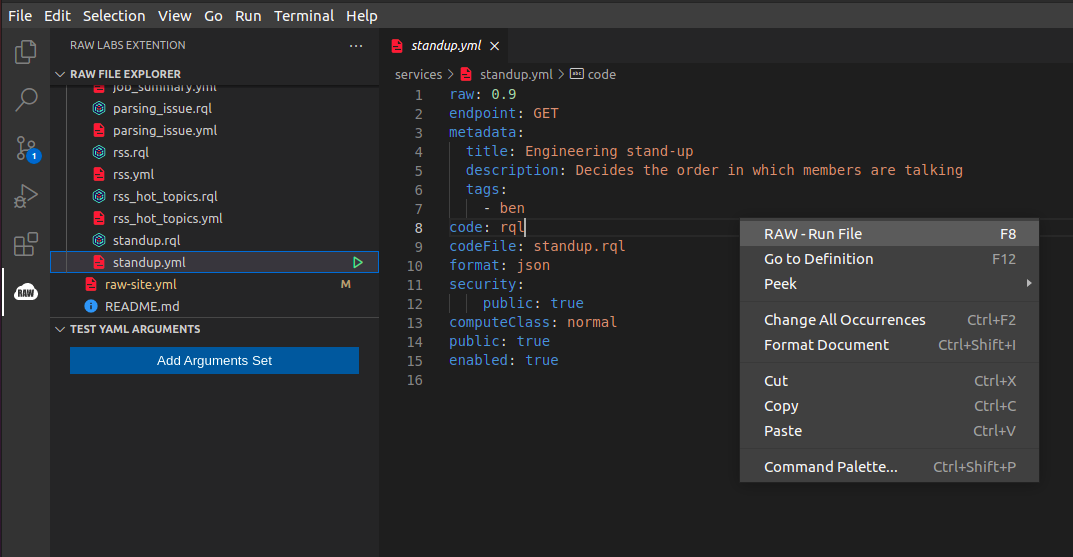 File Edit Selection View Go Run Terminal Help
RAW LABS EXTENTION ...
RAW FILE EXPLORER
job_summary.yml
parsing_issue.rql
parsing_issue.yml
rss.rql
rss.yml
rss_hot_topics.rql
rss_hot_topics.yml
standup.rql
standup.yml
raw-site.yml M
README.md
TEST YAML ARGUMENTS
Add Arguments Set
1
RAW
standup.yml
services > standup.yml > abc code
1 raw: 0.9
2 endpoint: GET
3 metadata:
4 title: Engineering stand-up
5 description: Decides the order in which members are talking
6 tags:
7 - ben
8 code: rql
9 codeFile: standup.rql
10 format: json
11 security:
12 public: true
13 computeClass: normal
14 public: true
15 enabled: true
16
RAW - Run File F8
Go to Definition F12
Peek
Change All Occurrences Ctrl+F2
Format Document Ctrl+Shift+I
Cut Ctrl+X
Copy Ctrl+C
Paste Ctrl+V
Command Palette... Ctrl+Shift+P